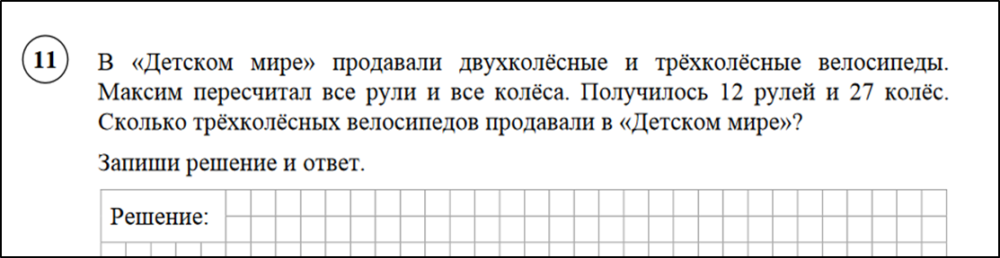 11
В «Детском мире» продавали двухколёсные и трёхколёсные велосипеды.
Максим пересчитал все рули и все колёса. Получилось 12 рулей и 27 колёс.
Сколько трёхколёсных велосипедов продавали в «Детском мире»?
Запиши решение и ответ.
Решение: